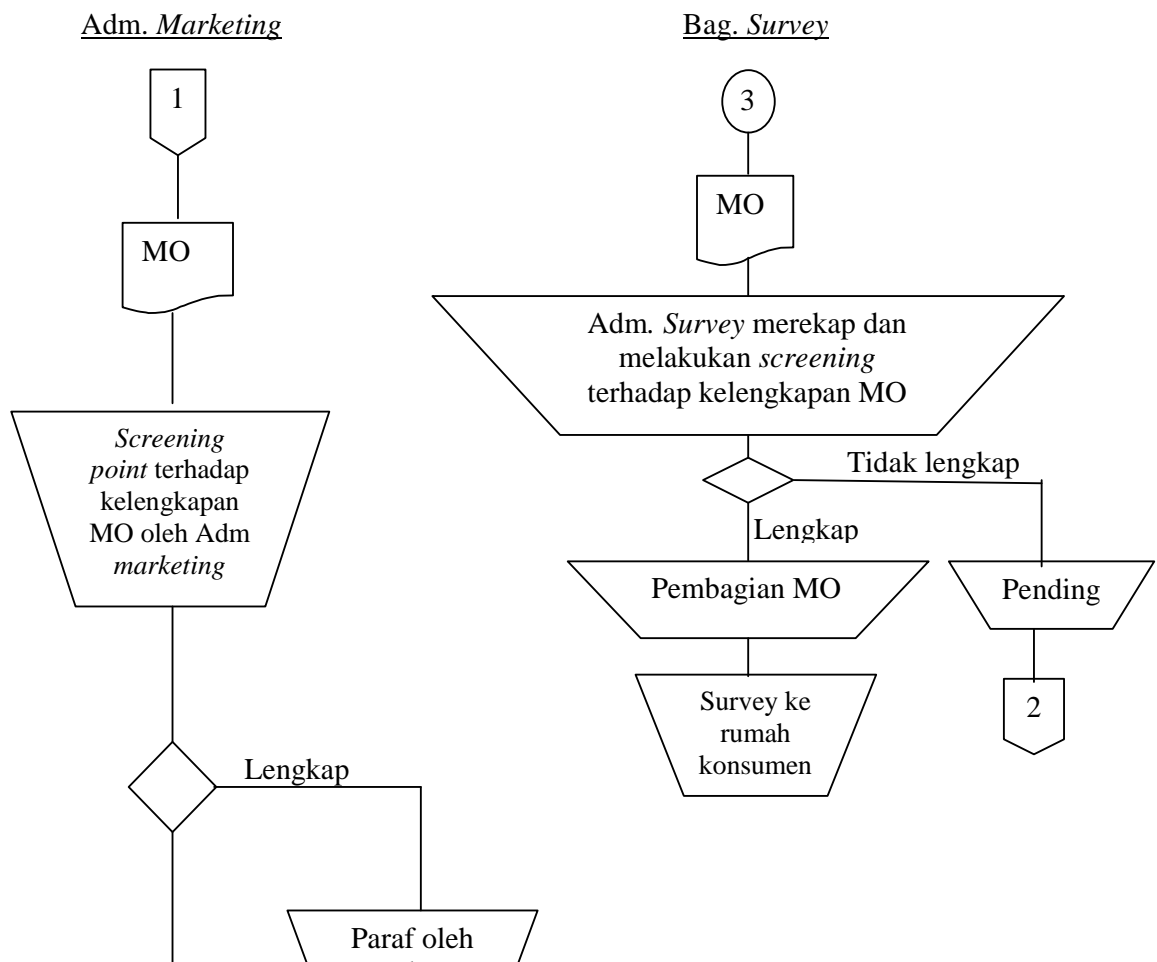 Adm. Marketing
1
MO
Screening
point terhadap
kelengkapan
MO oleh Adm
marketing
Lengkap
Paraf oleh
Bag. Survey
3
MO
Adm. Survey merekap dan
melakukan screening
terhadap kelengkapan MO
Tidak lengkap
Lengkap
Pembagian MO
Pending
Survey ke
rumah
konsumen
2